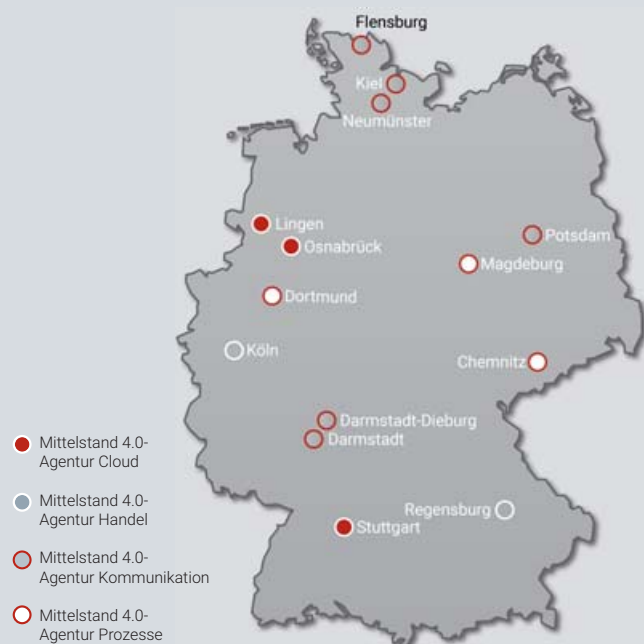 Flensburg
Kiel
Neumünster
Lingen
Osnabrück
Potsdam
Magdeburg
Dortmund
Köln
Chemnitz
Darmstadt-Dieburg
Darmstadt
Regensburg
Stuttgart
Mittelstand 4.0-
Agentur Cloud
Mittelstand 4.0-
Agentur Handel
Mittelstand 4.0-
Agentur Kommunikation
Mittelstand 4.0-
Agentur Prozesse